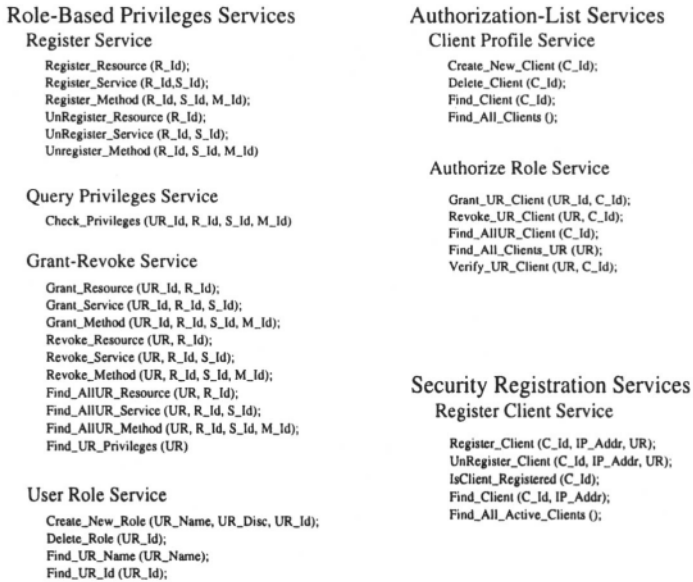 Role-Based Privileges Services
Register Service
Register_Resource (R_Id);
Register_Service (R_Id,S_Id);
Register_Method (R_Id, S_Id, M_Id);
UnRegister_Resource (R_Id);
UnRegister_Service (R_Id, S_Id);
Unregister_Method (R_Id, S_Id, M_Id)
Query Privileges Service
Check_Privileges (UR_Id, R_Id, S_Id, M_Id)
Grant-Revoke Service
Grant_Resource (UR_Id, R_Id);
Grant_Service (UR_Id, R_Id, S_Id);
Grant_Method (UR_Id, R_Id, S_Id, M_Id);
Revoke_Resource (UR, R_Id);
Revoke_Service (UR, R_Id, S_Id);
Revoke_Method (UR, R_Id, S_Id, M_Id);
Find_AllUR_Resource (UR, R_Id);
Find_AllUR_Service (UR, R_Id, S_Id);
Find_AllUR_Method (UR, R_Id, S_Id, M_Id);
Find_UR_Privileges (UR)
User Role Service
Create_New_Role (UR_Name, UR_Disc, UR_Id);
Delete_Role (UR_Id);
Find_UR_Name (UR_Name);
Find_UR_Id (UR_Id);
Authorization-List Services
Client Profile Service
Create_New_Client (C_Id);
Delete_Client (C_Id);
Find_Client (C_Id);
Find_All_Clients ();
Authorize Role Service
Grant_UR_Client (UR_Id, C_Id);
Revoke_UR_Client (UR, C_Id);
Find_AllUR_Client (C_Id);
Find_All_Clients_UR (UR);
Verify_UR_Client (UR, C_Id);
Security Registration Services
Register Client Service
Register_Client (C_Id, IP_Addr, UR);
UnRegister_Client (C_Id, IP_Addr, UR);
IsClient_Registered (C_Id);
Find_Client (C_Id, IP_Addr);
Find_All_Active_Clients ();